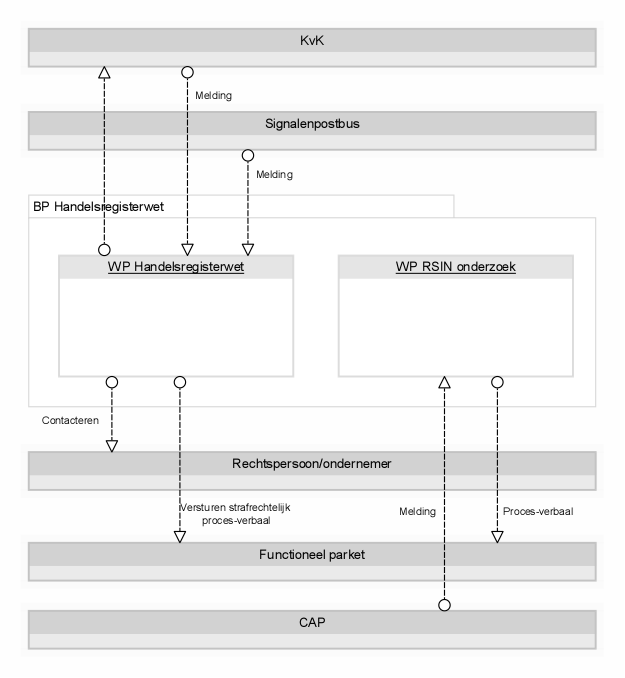 KvK
Melding
Signalenpostbus
Melding
BP Handelsregisterwet
WP Handelsregisterwet
WP RSIN onderzoek
Contacteren
Rechtspersoon/ondernemer
Versturen strafrechtelijk
proces-verbaal
Melding
Proces-verbaal
Functioneel parket
CAP